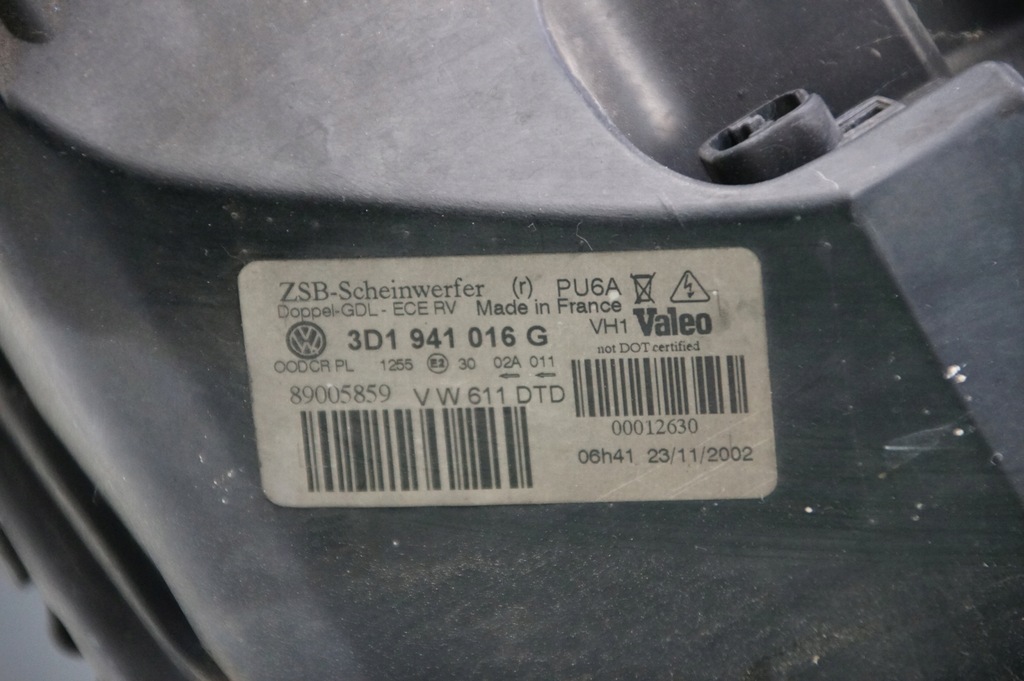 ZSB-Scheinwerfer (r) PU6A
Doppel-GDL - ECE RV Made in France
VH1 Valeo
3D1 941 016 G
not DOT certified
OODCR PL 1255 E2 30 02A 011
89005859 VW 611 DTD
00012630
06h41 23/11/2002